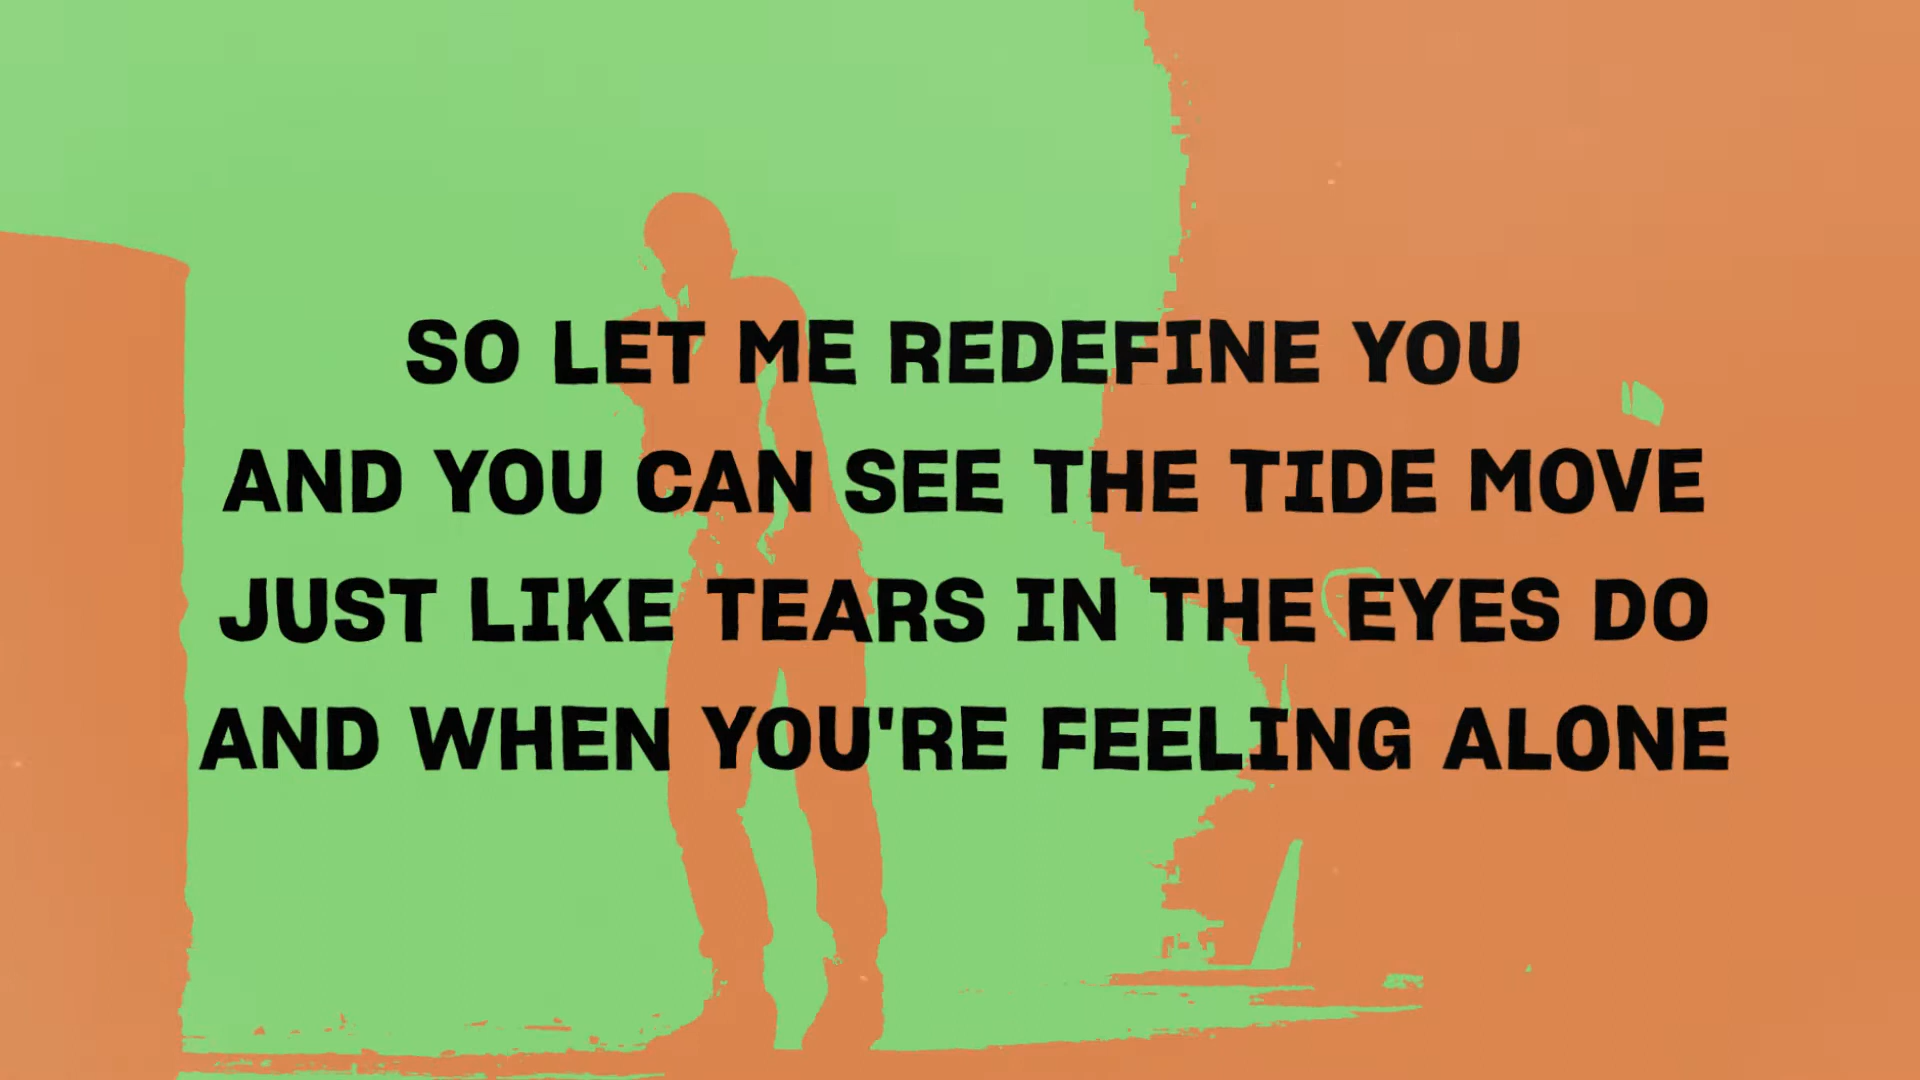 SO LET ME REDEFINE YOU
AND YOU CAN SEE THE TIDE MOVE
JUST LIKE TEARS IN THE EYES DO
AND WHEN YOU'RE FEELING ALONE